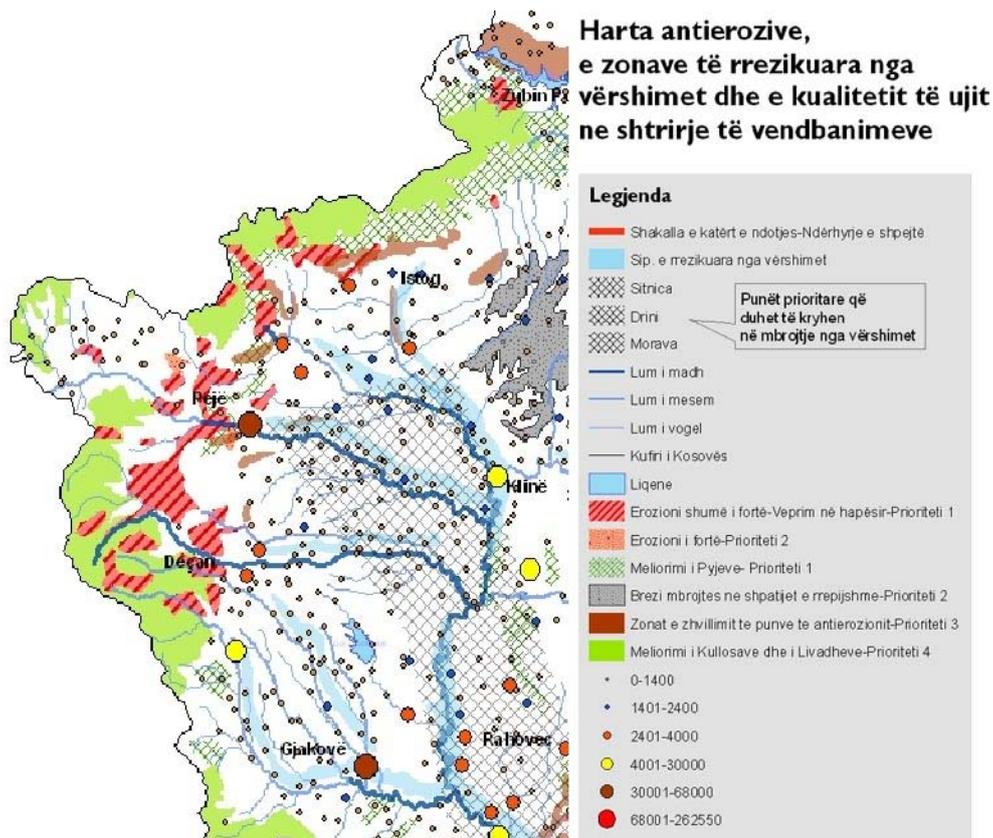 Harta antierozive,
e zonave të rrezikuara nga
vërshimet dhe e kualitetit të ujit
ne shtrirje të vendbanimeve
Legjenda
Shakalla e katërt e ndotjes-Ndërhyrje e shpejtë
Sip. e rrezikuara nga vërshimet
Sitnica
Drini
Morava
Punët prioritare që
duhet të kryhen
në mbrojtje nga vërshimet
Lum i madh
Lum i mesem
Lum i vogel
Kufiri i Kosovës
Liqene
Erozioni shumë i fortë-Veprim në hapësir-Prioriteti 1
Erozioni i fortë-Prioriteti 2
Meliorimi i Pyjeve- Prioriteti 1
Brezi mbrojtes ne shpatijet e rrepijshme-Prioriteti 2
Zonat e zhvillimit te punve te antierozionit-Prioriteti 3
Meliorimi i Kullosave dhe i Livadheve-Prioriteti 4
0-1400
1401-2400
2401-4000
4001-30000
30001-68000
68001-262550
Zubin
Istog
Pejë
Klinë
Deçan
Gjakovë
Rahovec